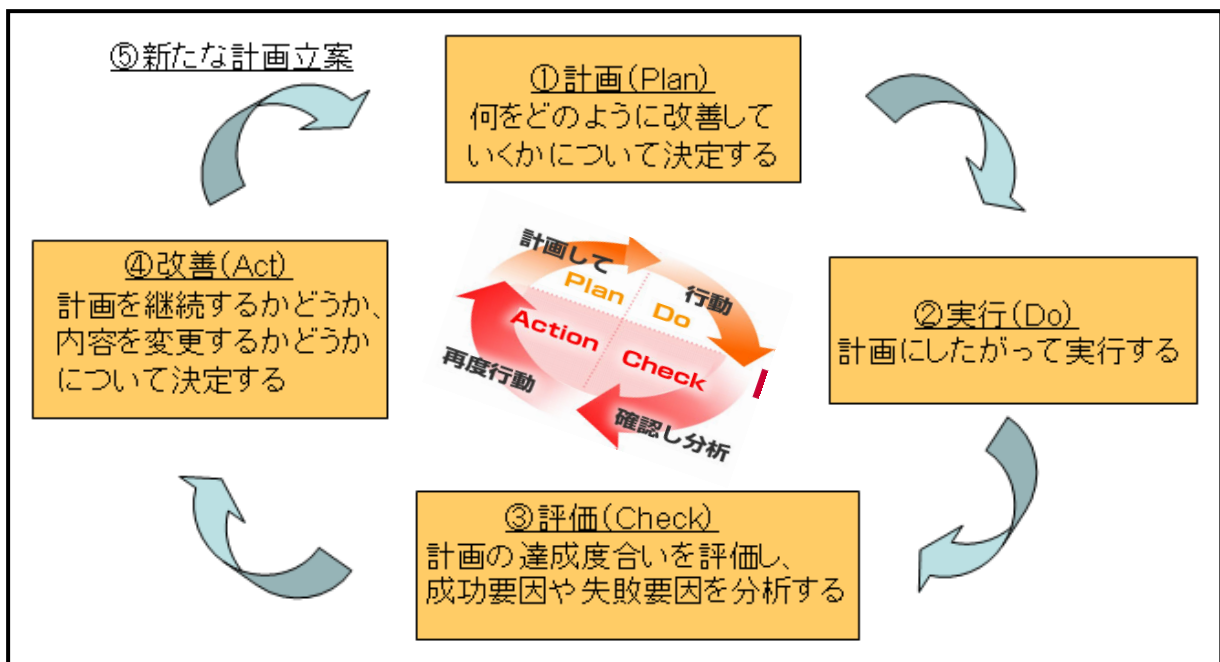 ⑤新たな計画立案
①計画(Plan)
何をどのように改善して
いくかについて決定する
②実行(Do)
計画にしたがって実行する
③評価(Check)
計画の達成度合いを評価し、
成功要因や失敗要因を分析する
④改善(Act)
計画を継続するかどうか、
内容を変更するかどうか
について決定する
計画して
Plan
行動
Do
Action
Check
再度行動
確認し分析